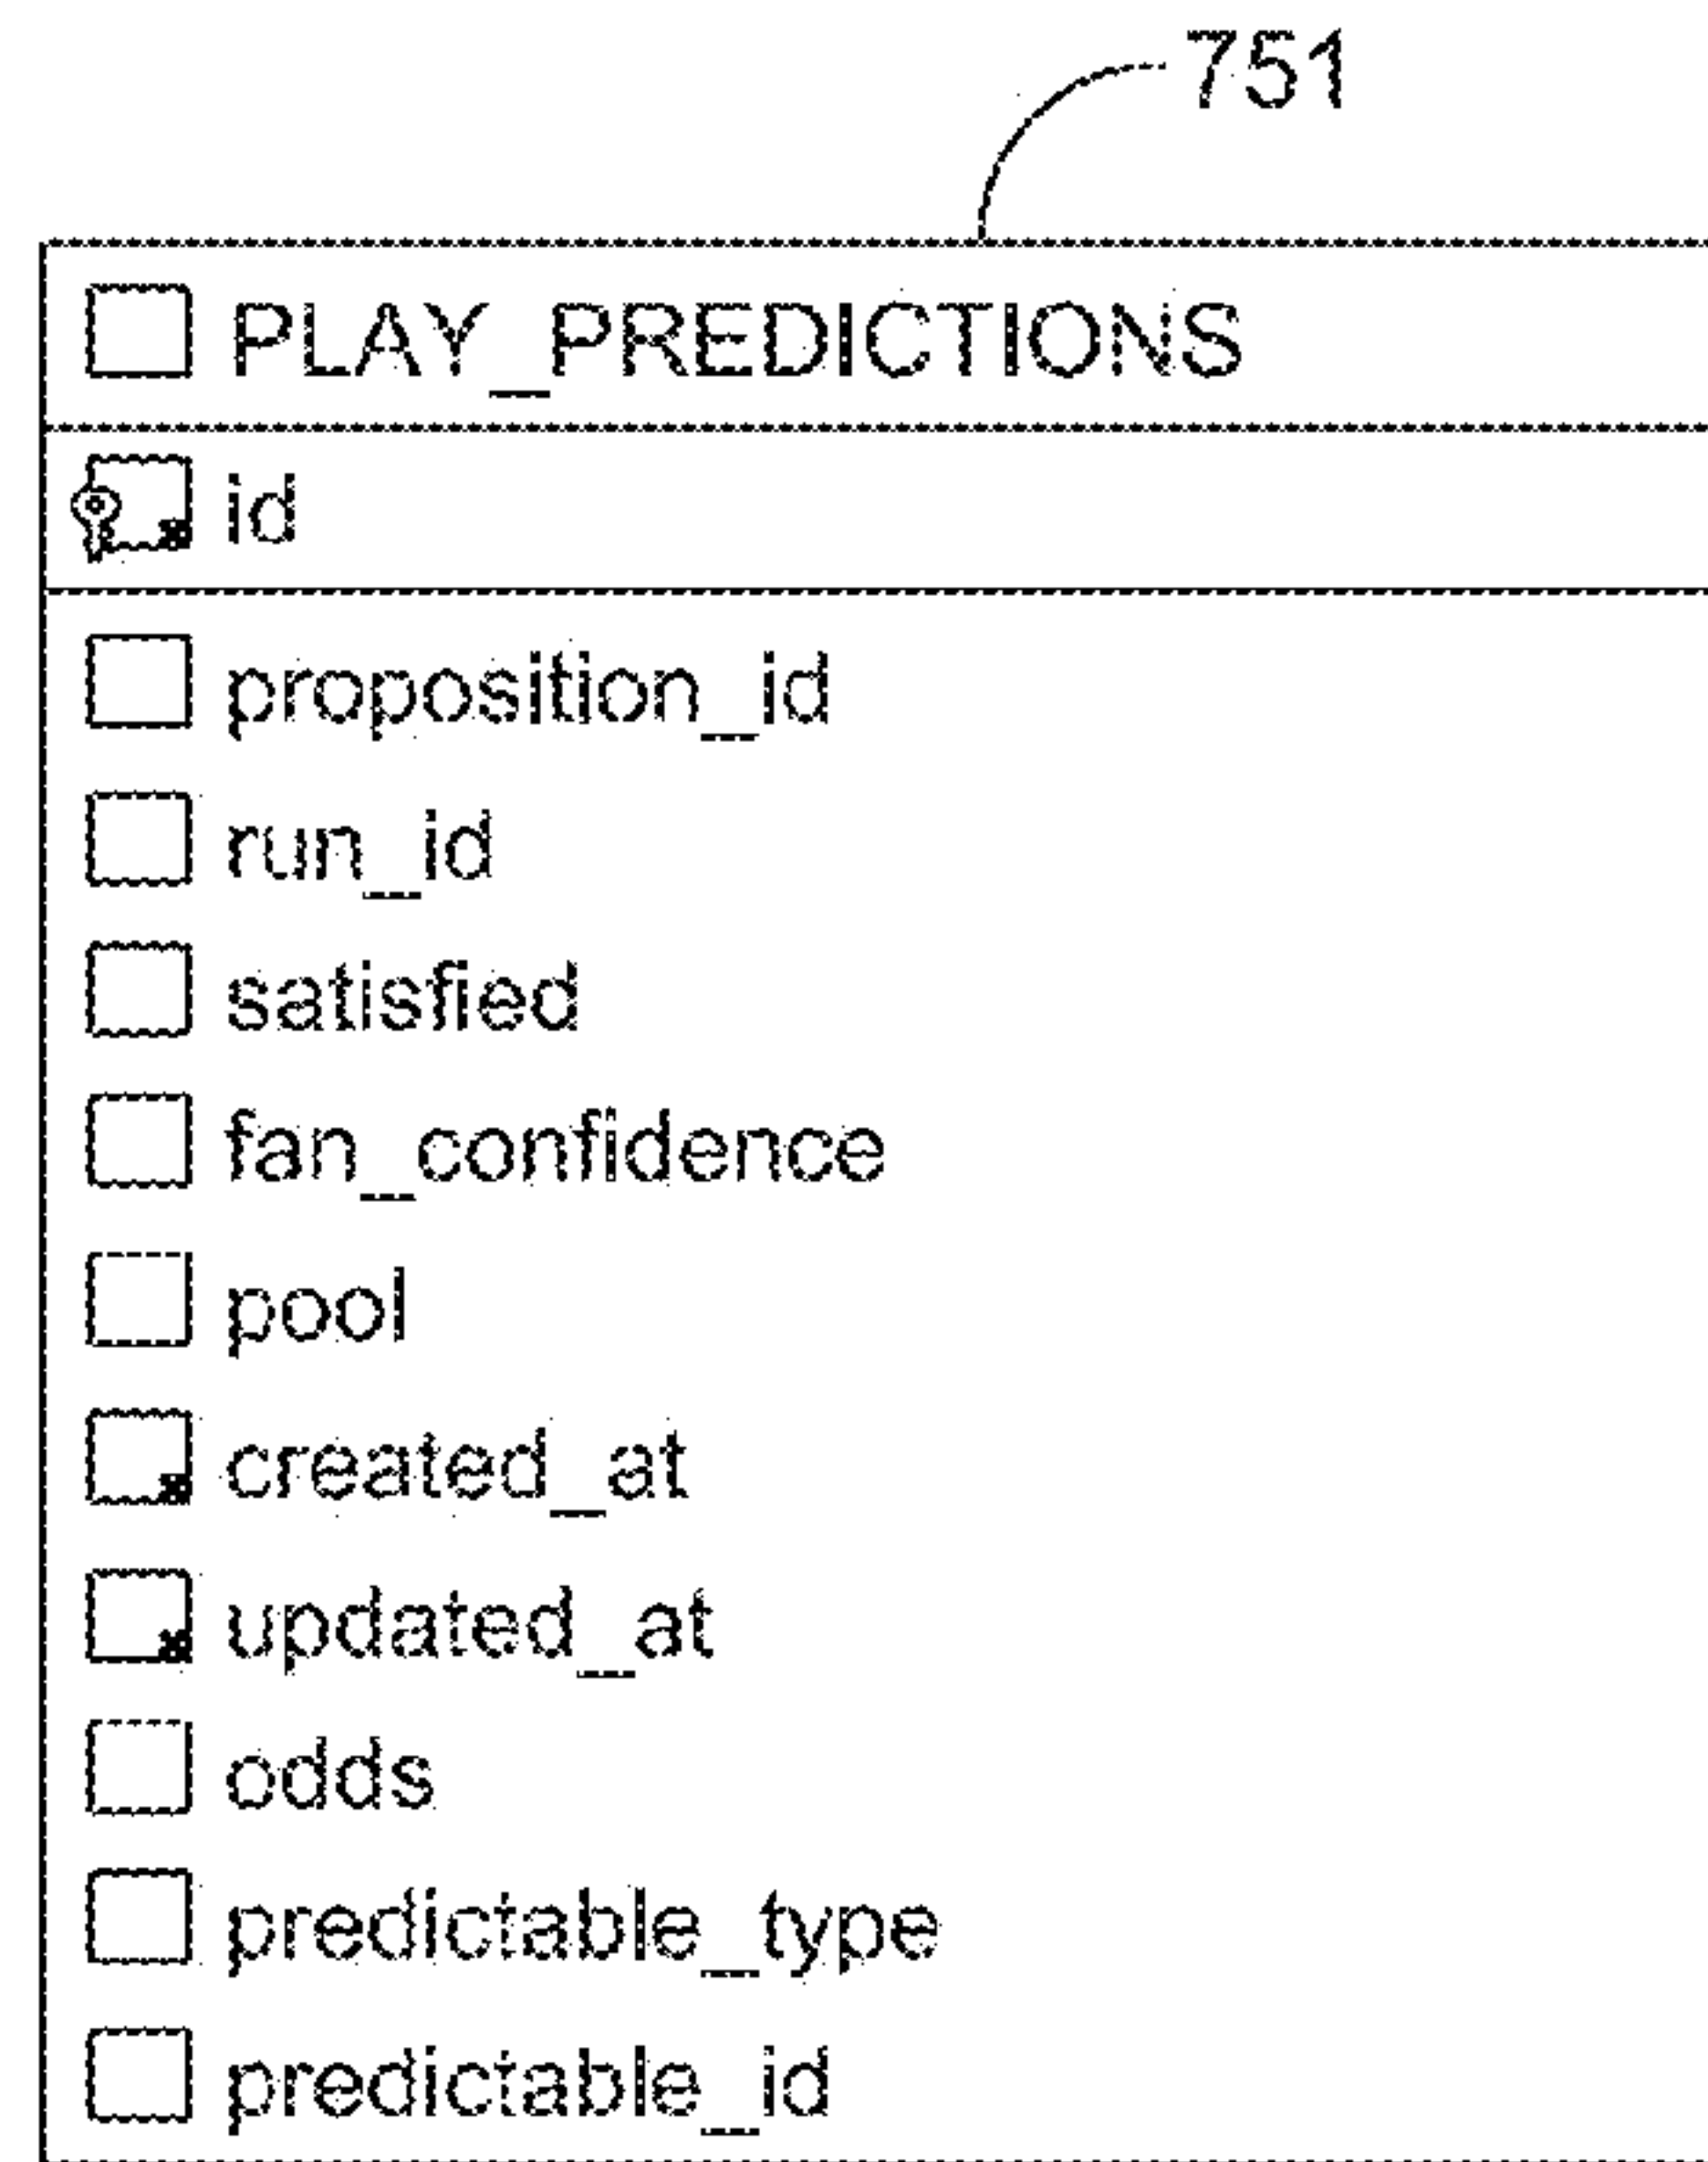 751
PLAY_PREDICTIONS
id
proposition_id
run_id
satisfied
fan_confidence
pool
created_at
updated_at
odds
predictable_type
predictable_id